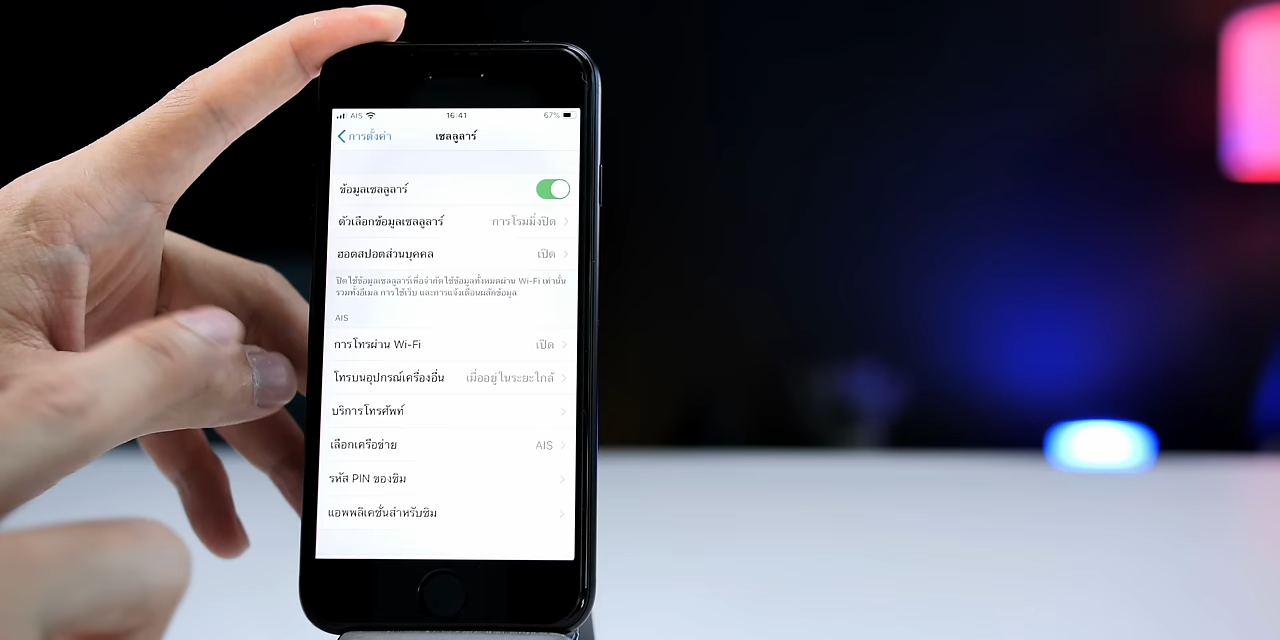 AIS 16:41 67%
การตั้งค่า เซลลูลาร์
ข้อมูลเซลลูลาร์
ตัวเลือกข้อมูลเซลลูลาร์ การโรมมิ่งปิด
ฮอตสปอตส่วนบุคคล เปิด
ปิดใช้ข้อมูลเซลลูลาร์เพื่อจำกัดใช้ข้อมูลทั้งหมดผ่าน Wi-Fi เท่านั้น
รวมทั้งอีเมล การใช้เว็บ และการแจ้งเตือนผลักข้อมูล
AIS
การโทรผ่าน Wi-Fi เปิด
โทรบนอุปกรณ์เครื่องอื่น เมื่ออยู่ในระยะใกล้
บริการโทรศัพท์
เลือกเครือข่าย AIS
รหัส PIN ของซิม
แอพพลิเคชั่นสำหรับซิม